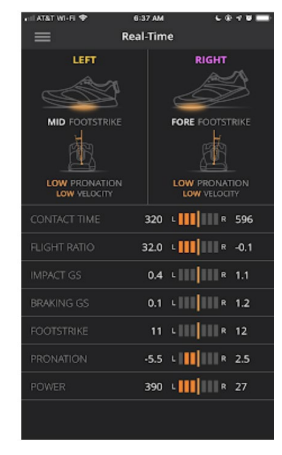 AT&T Wi-Fi 6:37 AM
Real-Time
LEFT RIGHT
MID FOOTSTRIKE FORE FOOTSTRIKE
LOW PRONATION LOW PRONATION
LOW VELOCITY LOW VELOCITY
CONTACT TIME 320 L R 596
FLIGHT RATIO 32.0 L R -0.1
IMPACT GS 0.4 L R 1.1
BRAKING GS 0.1 L R 1.2
FOOTSTRIKE 11 L R 12
PRONATION -5.5 L R 2.5
POWER 390 L R 27